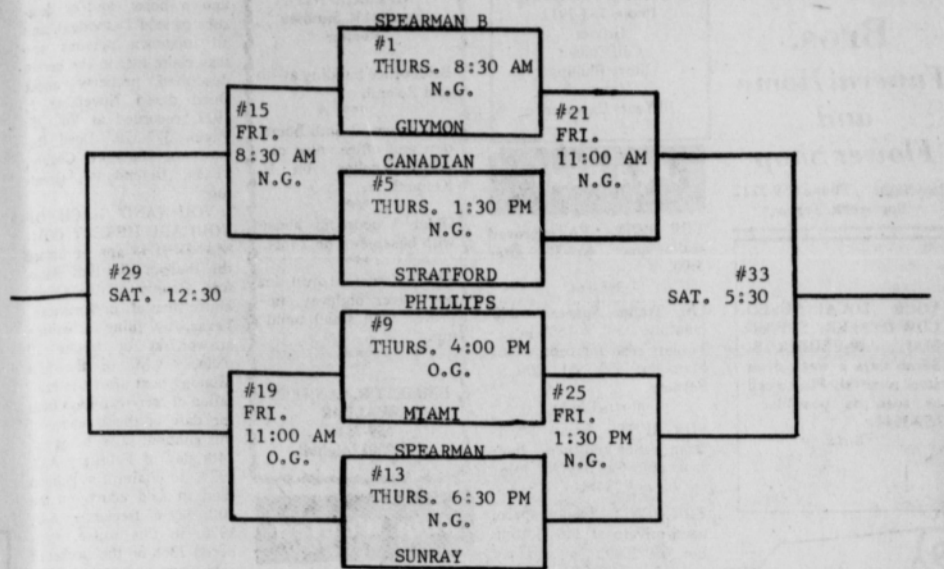 SPEARMAN B
#1
THURS. 8:30 AM
N.G.
GUYMON
#15
FRI.
8:30 AM
N.G.
#21
FRI.
11:00 AM
N.G.
CANADIAN
#5
THURS. 1:30 PM
N.G.
STRATFORD
#29
SAT. 12:30
#33
SAT. 5:30
PHILLIPS
#9
THURS. 4:00 PM
O.G.
MIAMI
#19
FRI.
11:00 AM
O.G.
#25
FRI.
1:30 PM
N.G.
SPEARMAN
#13
THURS. 6:30 PM
N.G.
SUNRAY